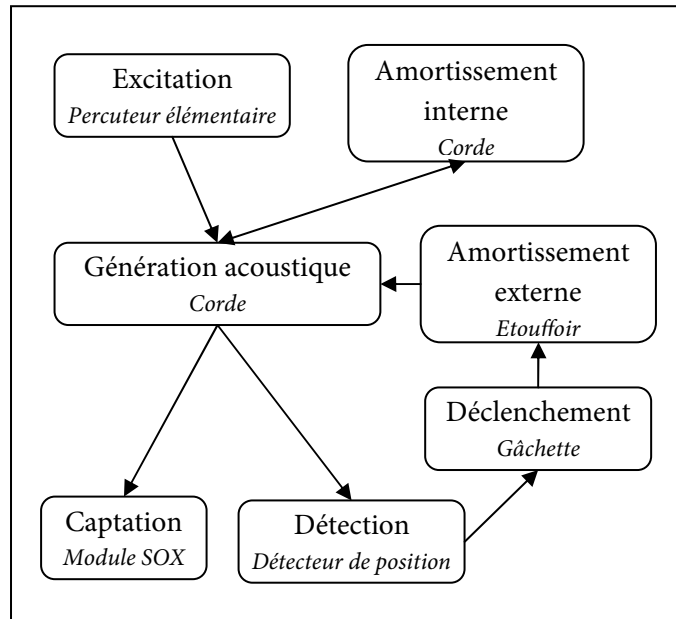 Excitation
Percuteur élémentaire
Amortissement
interne
Corde
Génération acoustique
Corde
Amortissement
externe
Etouffoir
Déclenchement
Gâchette
Captation
Module SOX
Détection
Détecteur de position